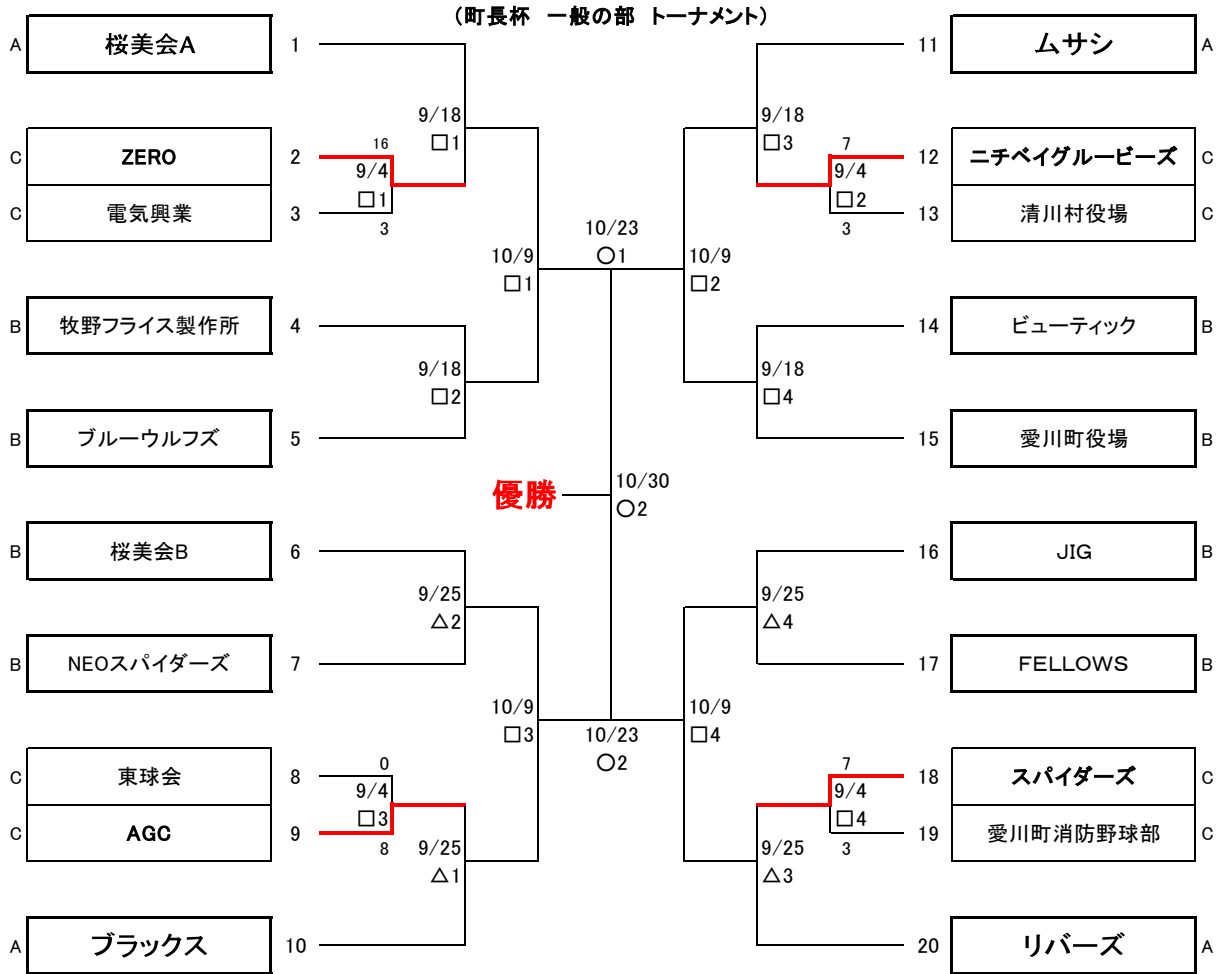 （町長杯　一般の部　トーナメント）
A 桜美会A 1
9/18
□1
C ZERO 2
16
9/4
□1
C 電気興業 3
3
10/9
□1
B 牧野フライス製作所 4
9/18
□2
B ブルーウルフズ 5
B 桜美会B 6
9/25
△2
B NEOスパイダーズ 7
10/9
□3
C 東球会 8
0
9/4
□3
C AGC 9
8
9/25
△1
A ブラックス 10
10/23
○1
優勝
10/30
○2
10/23
○2
11 ムサシ A
9/18
□3
7
12 ニチベイグルービーズ C
9/4
□2
13 清川村役場 C
3
10/9
□2
14 ビューティック B
9/18
□4
15 愛川町役場 B
16 JIG B
9/25
△4
17 FELLOWS B
10/9
□4
7
18 スパイダーズ C
9/4
□4
19 愛川町消防野球部 C
3
9/25
△3
20 リバーズ A